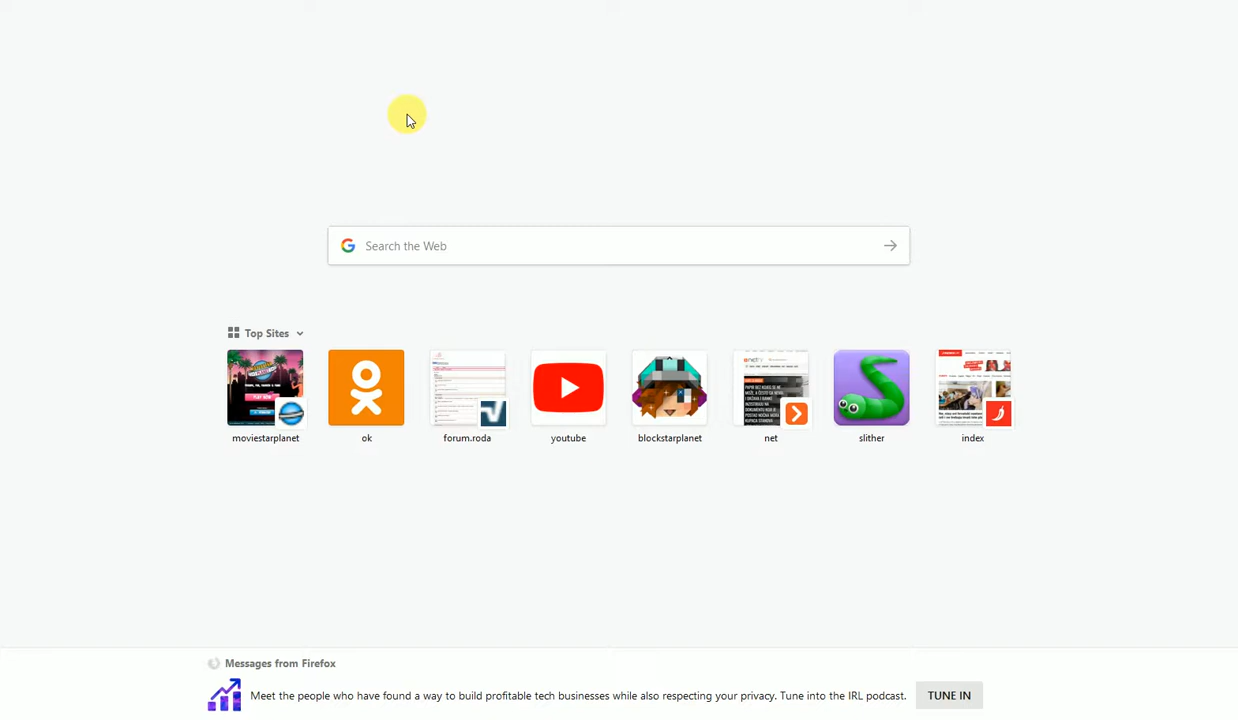 Search the Web
Top Sites
moviestarplanet
ok
forum.roda
youtube
blockstarplanet
net
slither
index
Messages from Firefox
Meet the people who have found a way to build profitable tech businesses while also respecting your privacy. Tune into the IRL podcast.
TUNE IN